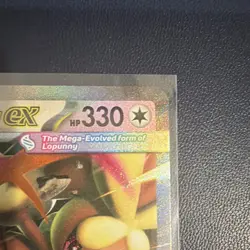 ex HP 330
The Mega-Evolved form of
Lopunny